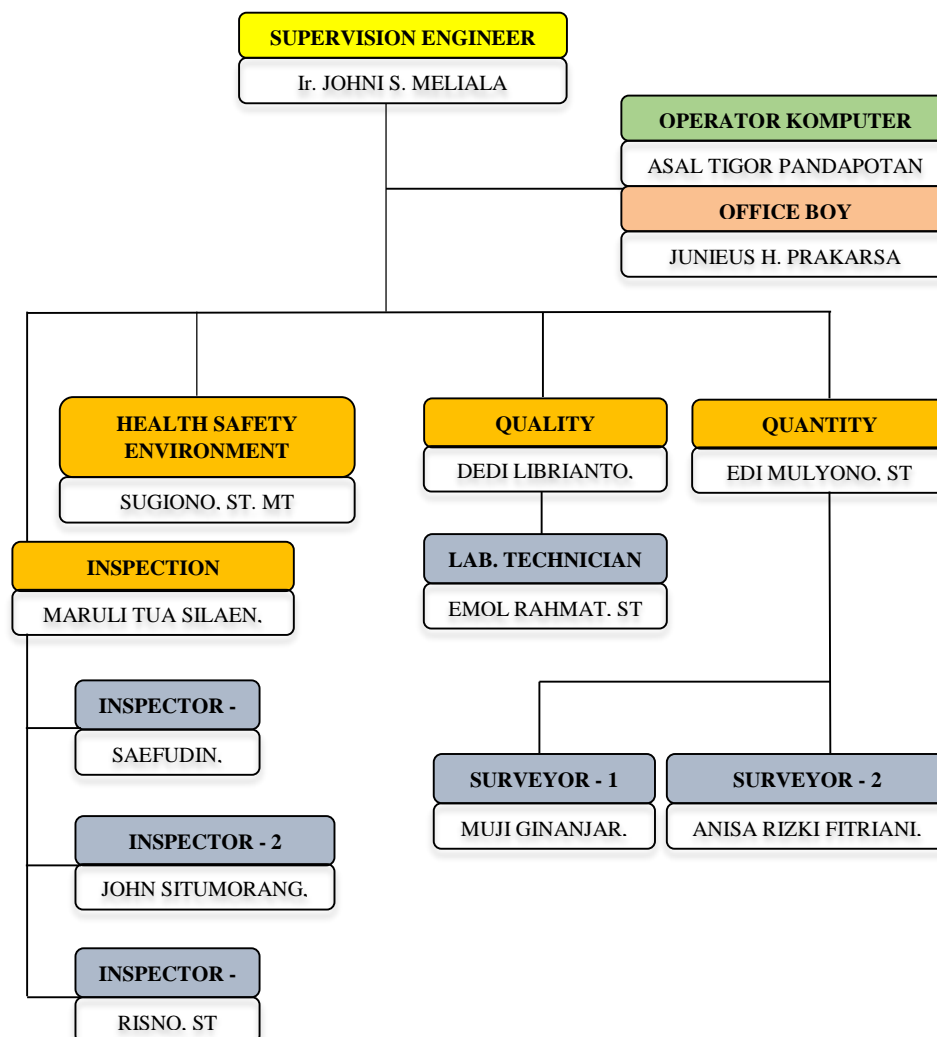 SUPERVISION ENGINEER
Ir. JOHNI S. MELIALA
OPERATOR KOMPUTER
ASAL TIGOR PANDAPOTAN
OFFICE BOY
JUNIEUS H. PRAKARSA
HEALTH SAFETY
ENVIRONMENT
SUGIONO, ST. MT
QUALITY
DEDI LIBRIANTO,
QUANTITY
EDI MULYONO, ST
INSPECTION
MARULI TUA SILAEN,
LAB. TECHNICIAN
EMOL RAHMAT, ST
INSPECTOR -
SAEFUDIN,
SURVEYOR - 1
MUJI GINANJAR,
SURVEYOR - 2
ANISA RIZKI FITRIANI,
INSPECTOR - 2
JOHN SITUMORANG,
INSPECTOR -
RISNO, ST